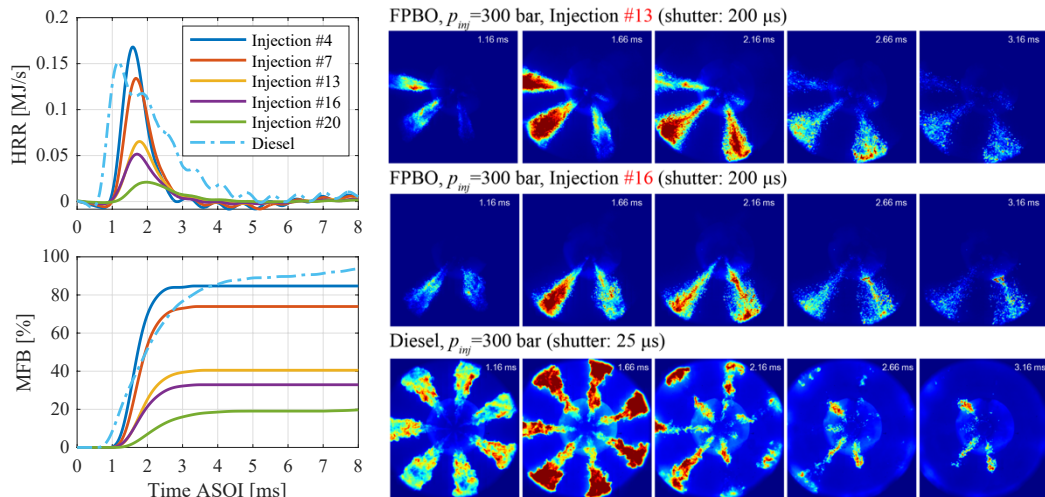 0.2
0.15
0.1
0.05
0
HRR [MJ/s]
Injection #4
Injection #7
Injection #13
Injection #16
Injection #20
Diesel
0 1 2 3 4 5 6 7 8
100
80
60
40
20
0
MFB [%]
0 1 2 3 4 5 6 7 8
Time ASOI [ms]
FPBO, pinj=300 bar, Injection #13 (shutter: 200 μs)
1.16 ms 1.66 ms 2.16 ms 2.66 ms 3.16 ms
FPBO, pinj=300 bar, Injection #16 (shutter: 200 μs)
1.16 ms 1.66 ms 2.16 ms 2.66 ms 3.16 ms
Diesel, pinj=300 bar (shutter: 25 μs)
1.16 ms 1.66 ms 2.16 ms 2.66 ms 3.16 ms